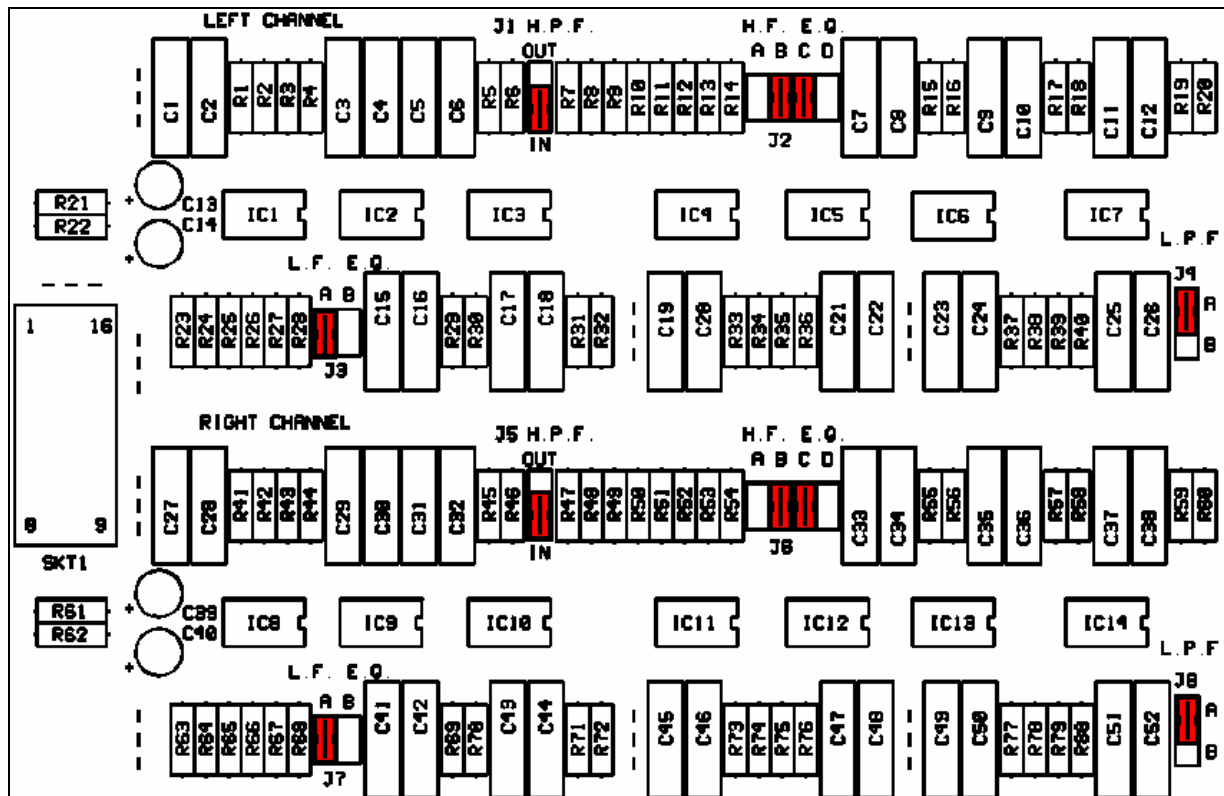 LEFT CHANNEL
J1 H.P.F.
H.F. E.Q.
OUT
A B C D
C1 C2 R1 R2 R3 R4 C3 C4 C5 C6 R5 R6 R7 R8 R9 R10 R11 R12 R13 R14 C7 C8 R15 R16 C9 C10 R17 R18 C11 C12 R19 R20
IN
J2
R21
R22
+
C13
C14
+
IC1 IC2 IC3 IC4 IC5 IC6 IC7
L.P.F
L.F. E.Q.
J4
A B
A
B
1 16
R23 R24 R25 R26 R27 R28 C15 C16 R29 R30 C17 C18 R31 R32 C19 C20 R33 R34 R35 R36 C21 C22 C23 C24 R37 R38 R39 R40 C25 C26
J3
RIGHT CHANNEL
J5 H.P.F.
H.F. E.Q.
OUT
A B C D
C27 C28 R41 R42 R43 R44 C29 C30 C31 C32 R45 R46 R47 R48 R49 R50 R51 R52 R53 R54 C33 C34 R55 R56 C35 C36 R57 R58 C37 C38 R59 R60
8 9
IN
J6
SKT1
R61
R62
+
C39
C40
+
IC8 IC9 IC10 IC11 IC12 IC13 IC14
L.P.F.
L.F. E.Q.
J8
A B
A
B
R63 R64 R65 R66 R67 R68 C41 C42 R69 R70 C43 C44 R71 R72 C45 C46 R73 R74 R75 R76 C47 C48 C49 C50 R77 R78 R79 R80 C51 C52
J7